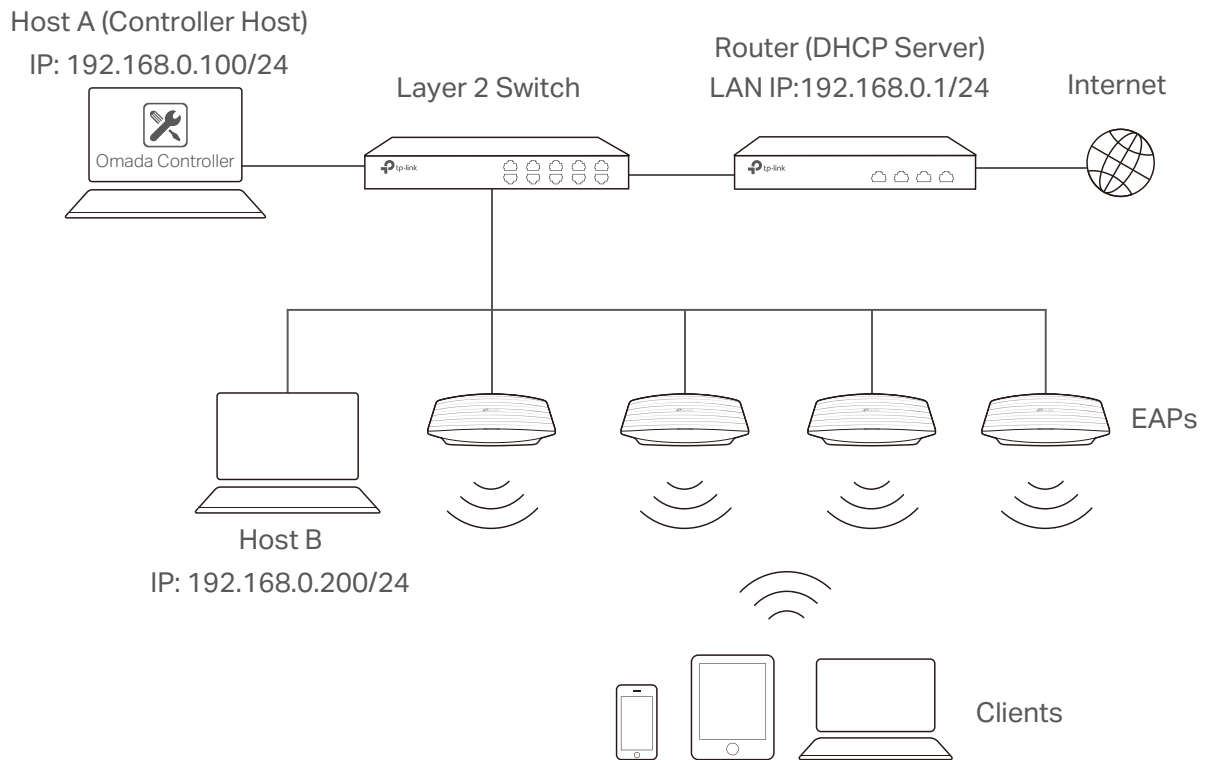 Host A (Controller Host)
IP: 192.168.0.100/24
Omada Controller
Layer 2 Switch
tp-link
Router (DHCP Server)
LAN IP:192.168.0.1/24
tp-link
Internet
EAPs
Host B
IP: 192.168.0.200/24
Clients